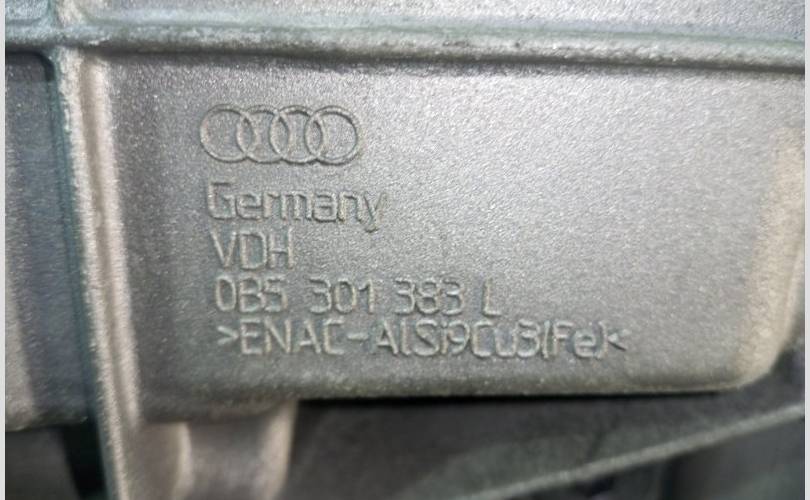 Germany
VDH
0B5 301 383 L
>ENAC-AlSi9Cu3(Fe)<